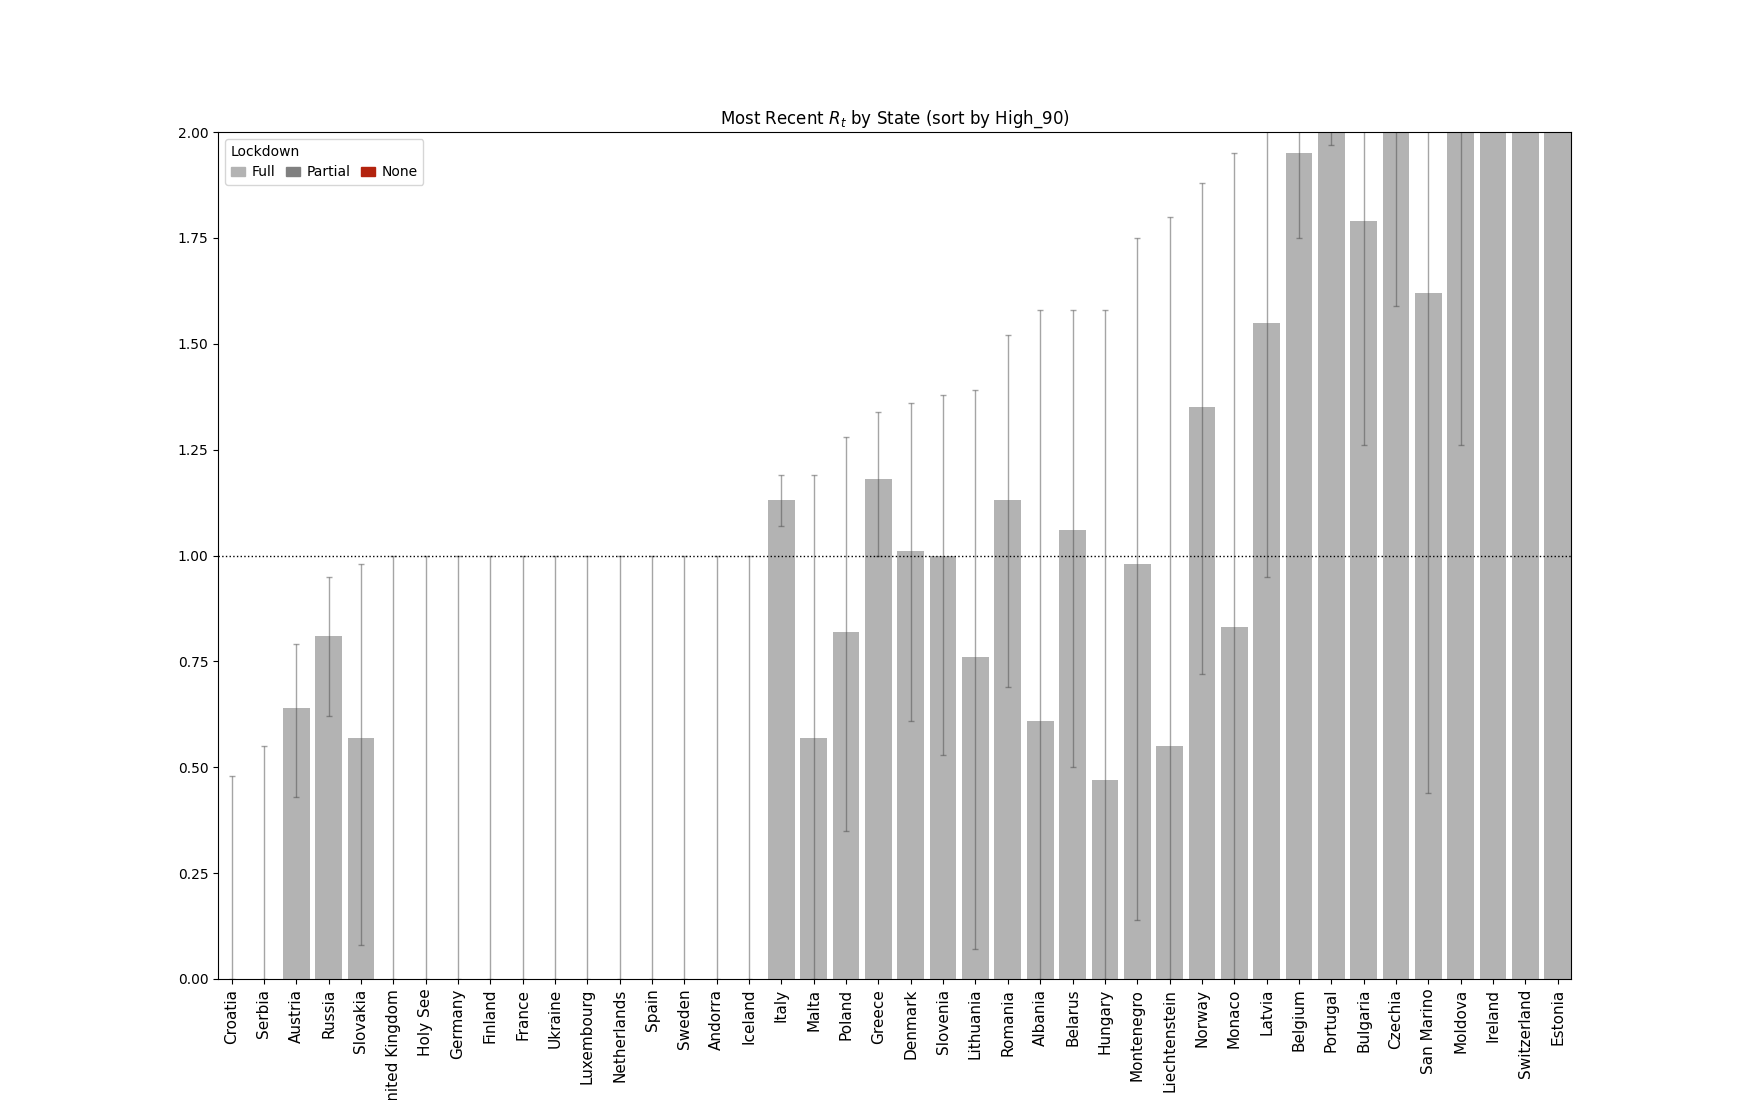 Most Recent R_t by State (sort by High_90)
Lockdown
Full Partial None
2.00
1.75
1.50
1.25
1.00
0.75
0.50
0.25
0.00
Croatia
Serbia
Austria
Russia
Slovakia
nited Kingdom
Holy See
Germany
Finland
France
Ukraine
Luxembourg
Netherlands
Spain
Sweden
Andorra
Iceland
Italy
Malta
Poland
Greece
Denmark
Slovenia
Lithuania
Romania
Albania
Belarus
Hungary
Montenegro
Liechtenstein
Norway
Monaco
Latvia
Belgium
Portugal
Bulgaria
Czechia
San Marino
Moldova
Ireland
Switzerland
Estonia